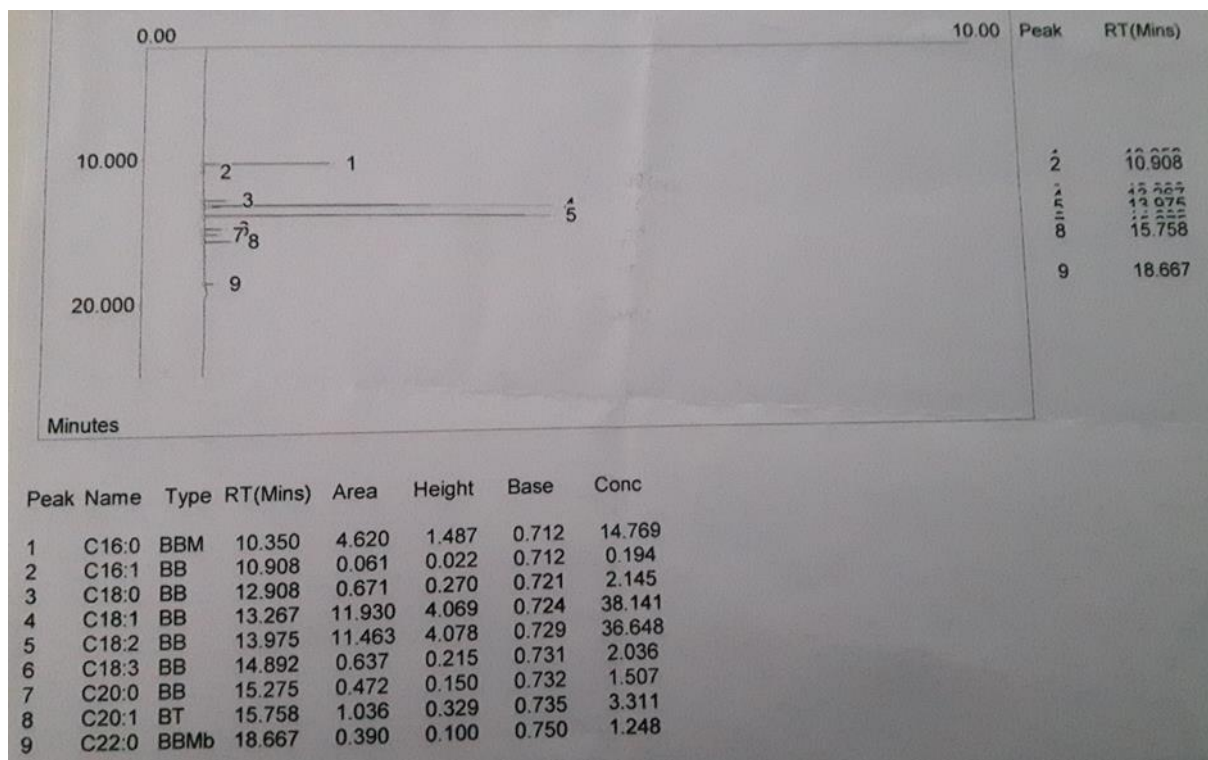 0.00 10.00 Peak RT(Mins)
10.000 1
2
2 10.908
3
4
5
5 13.975
7 8
8 15.758
9
9 18.667
20.000
Minutes
Peak Name Type RT(Mins) Area Height Base Conc
1 C16:0 BBM 10.350 4.620 1.487 0.712 14.769
2 C16:1 BB 10.908 0.061 0.022 0.712 0.194
3 C18:0 BB 12.908 0.671 0.270 0.721 2.145
4 C18:1 BB 13.267 11.930 4.069 0.724 38.141
5 C18:2 BB 13.975 11.463 4.078 0.729 36.648
6 C18:3 BB 14.892 0.637 0.215 0.731 2.036
7 C20:0 BB 15.275 0.472 0.150 0.732 1.507
8 C20:1 BT 15.758 1.036 0.329 0.735 3.311
9 C22:0 BBMb 18.667 0.390 0.100 0.750 1.248